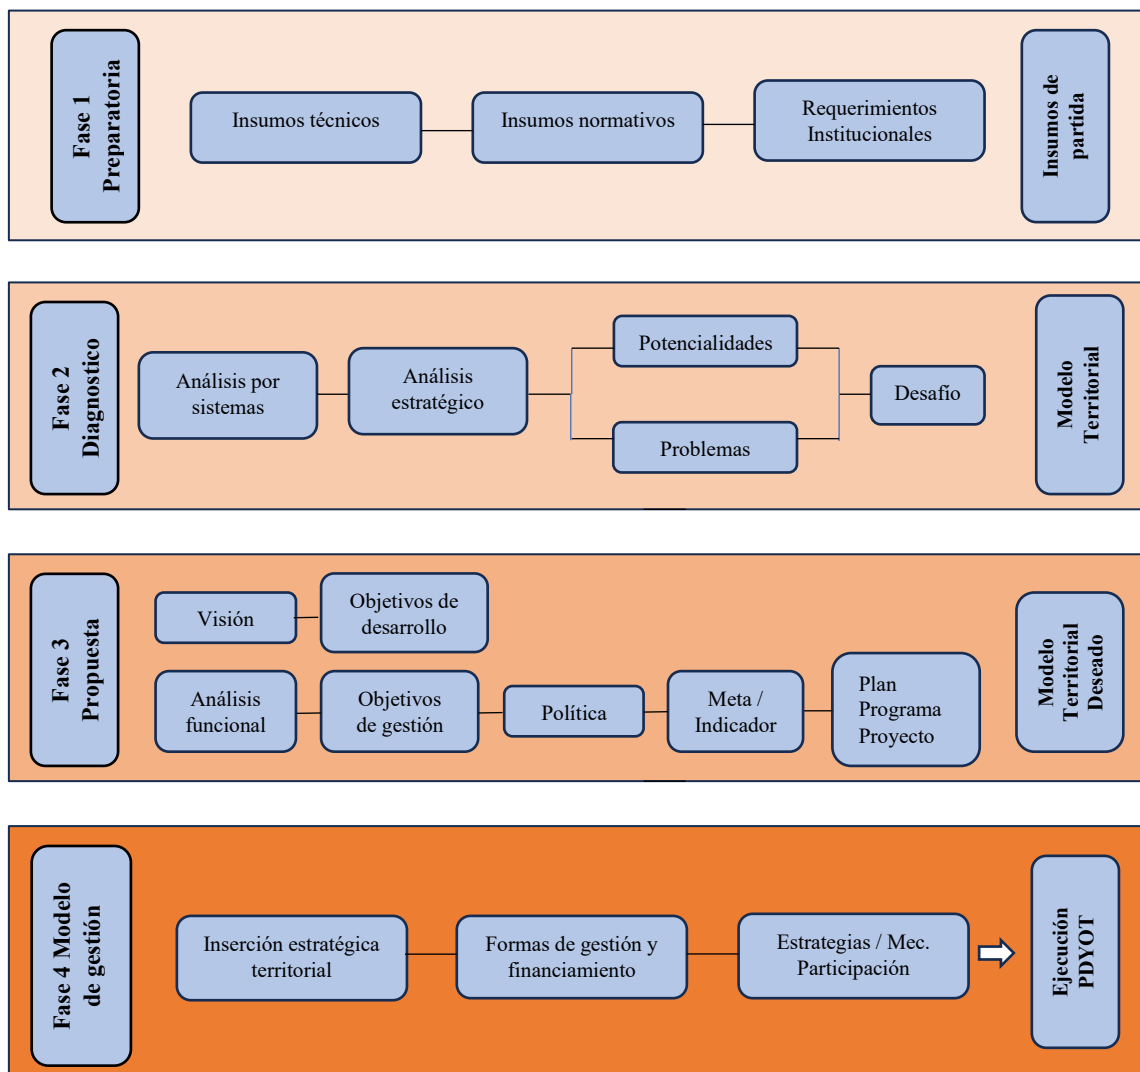 Fase 1
Preparatoria
Insumos técnicos
Insumos normativos
Requerimientos
Institucionales
Insumos de
partida
Fase 2
Diagnostico
Análisis por
sistemas
Análisis
estratégico
Potencialidades
Problemas
Desafío
Modelo
Territorial
Fase 3
Propuesta
Visión
Objetivos de
desarrollo
Análisis
funcional
Objetivos
de gestión
Política
Meta /
Indicador
Plan
Programa
Proyecto
Modelo
Territorial
Deseado
Fase 4 Modelo
de gestión
Inserción estratégica
territorial
Formas de gestión y
financiamiento
Estrategias / Mec.
Participación
Ejecución
PDYOT